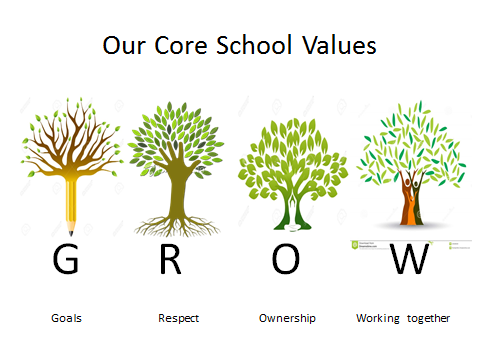 Our Core School Values
G R O W
Goals Respect Ownership Working together